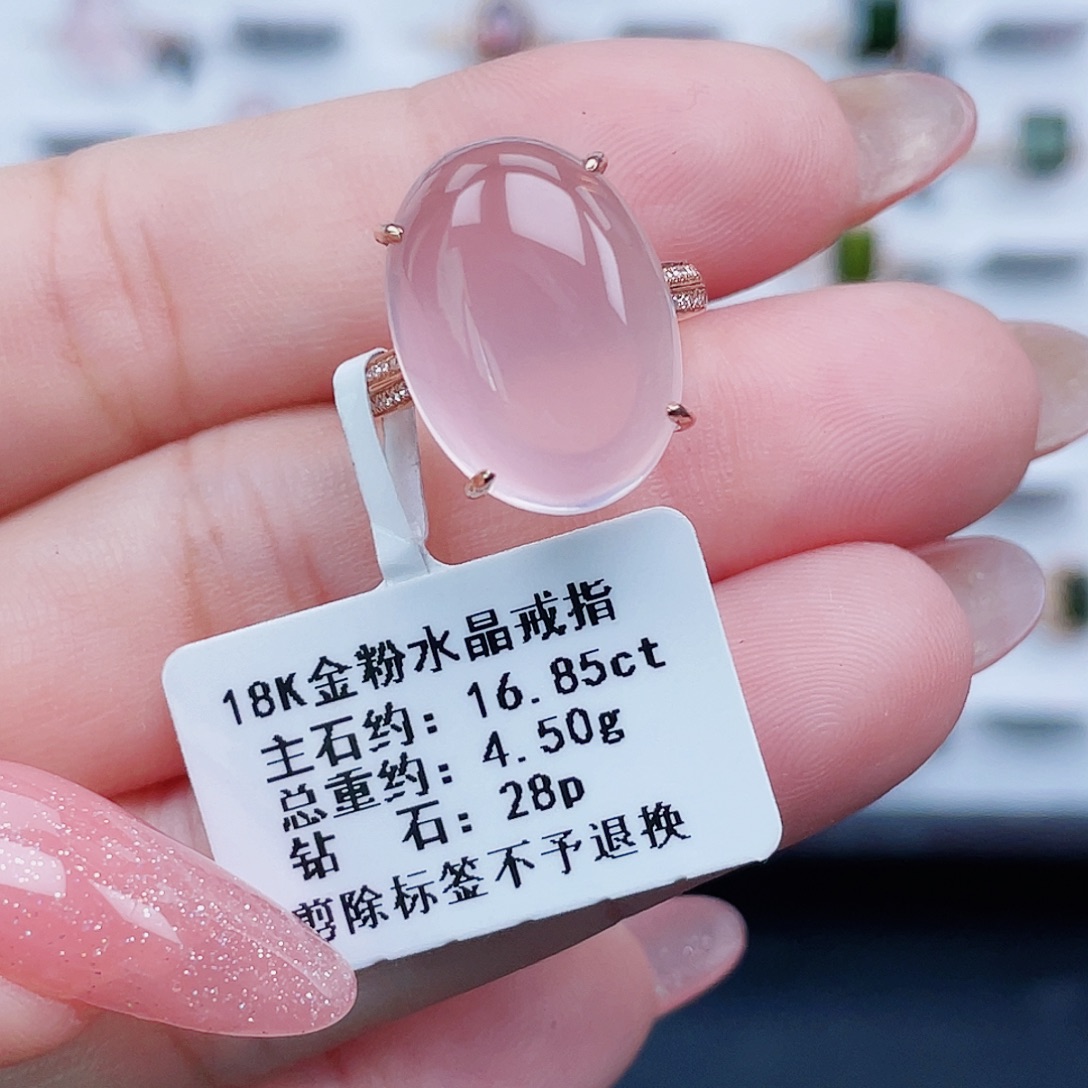 18K金粉水晶戒指
主石约：16.85ct
总重约：4.50g
钻 石：28p
剪除标签不予退换